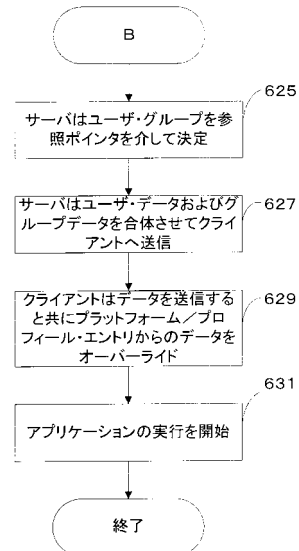 B
625
サーバはユーザ・グループを参
照ポインタを介して決定
627
サーバはユーザ・データおよびグ
ループデータを合体させてクライ
アントへ送信
629
クライアントはデータを送信する
と共にプラットフォーム／プロ
フィール・エントリからのデータを
オーバーライド
631
アプリケーションの実行を開始
終了